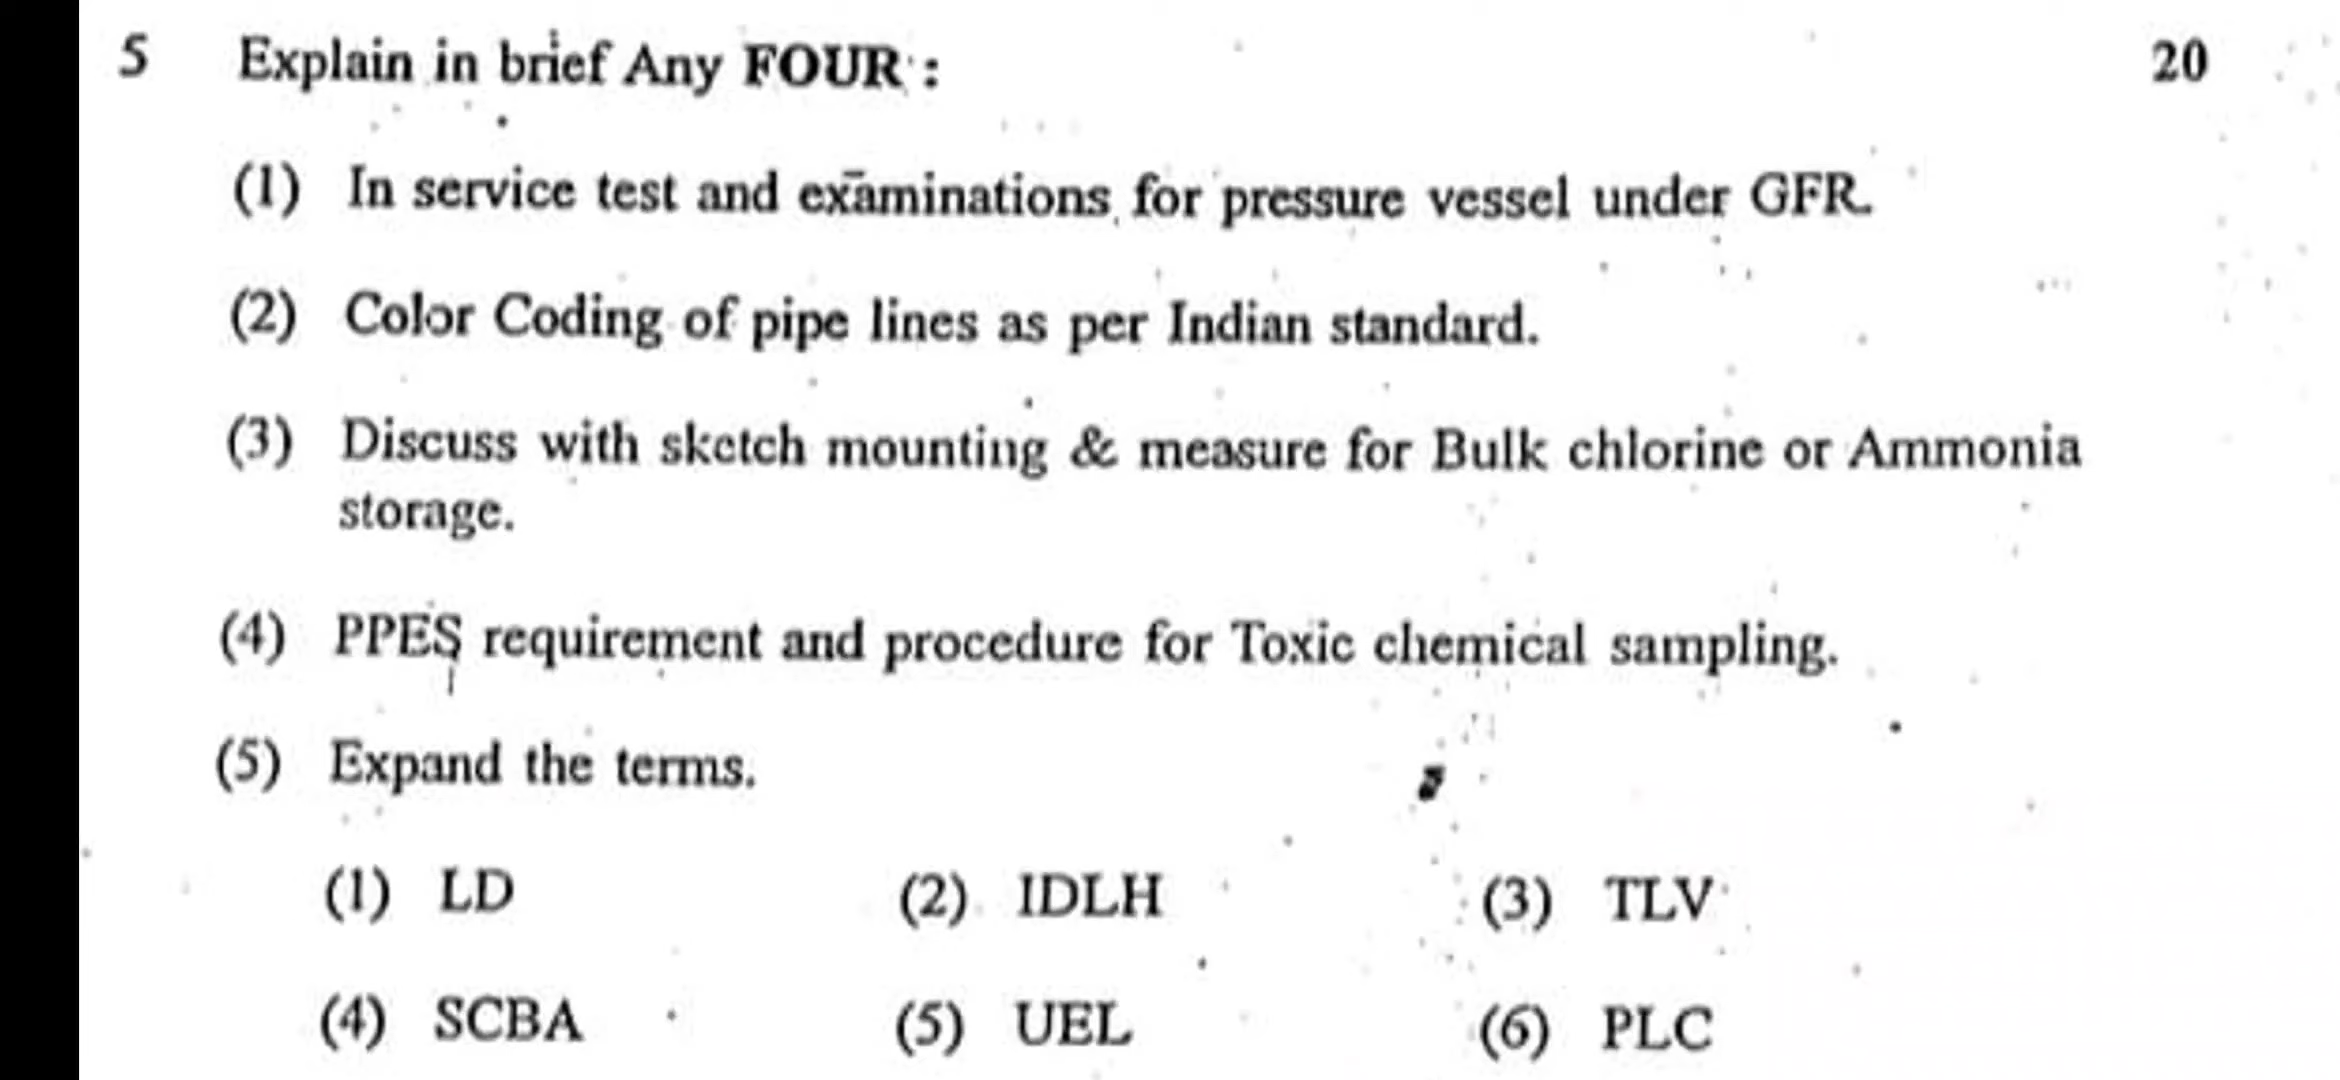 5 Explain in brief Any FOUR : 20
(1) In service test and examinations for pressure vessel under GFR.
(2) Color Coding of pipe lines as per Indian standard.
(3) Discuss with sketch mounting & measure for Bulk chlorine or Ammonia
storage.
(4) PPES requirement and procedure for Toxic chemical sampling.
(5) Expand the terms.
(1) LD (2) IDLH (3) TLV
(4) SCBA (5) UEL (6) PLC